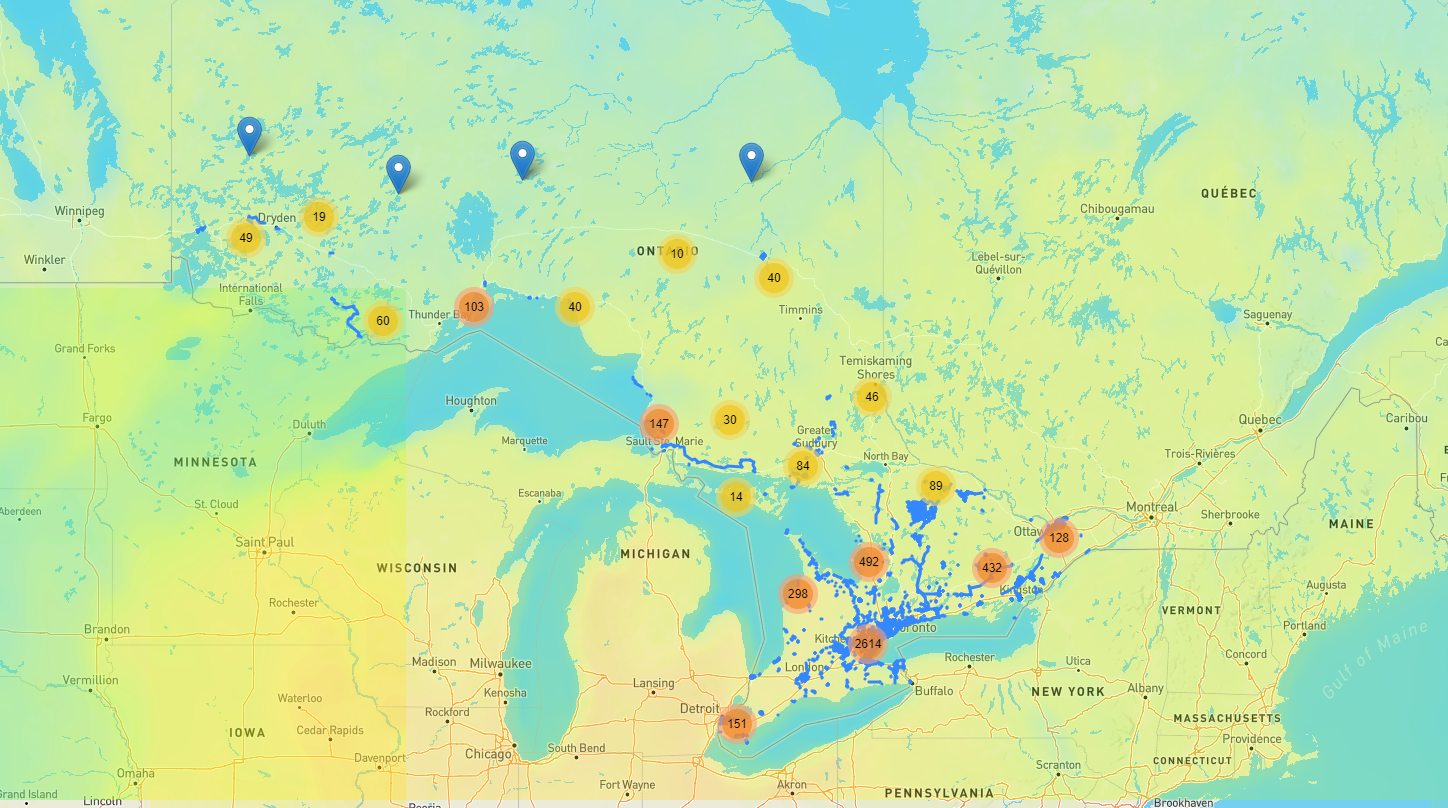 QUÉBEC
Chibougamau
Winnipeg
Dryden
19
49
ONTARIO
10
Winkler
Lebel-sur-
Quévillon
40
International
Falls
103
40
60
Thunder Bay
Timmins
Saguenay
Grand Forks
Temiskaming
Shores
46
Houghton
Fargo
Duluth
147
30
Quebec
Caribou
Marquette
Sault Ste. Marie
Greater
Sudbury
North Bay
Trois-Rivières
MINNESOTA
84
89
Escanaba
14
St. Cloud
Aberdeen
Montreal
Sherbrooke
MAINE
Saint Paul
Ottawa
128
MICHIGAN
WISCONSIN
492
432
Augusta
298
Kingston
Rochester
VERMONT
Portland
Brandon
Toronto
Kitchener
2614
Gulf of Maine
Madison
Milwaukee
London
Rochester
Utica
Concord
Vermillion
Lansing
Kenosha
Buffalo
NEW YORK
Albany
Waterloo
Rockford
Detroit
151
MASSACHUSETTS
IOWA
Cedar Rapids
Providence
Chicago
South Bend
Davenport
CONNECTICUT
Scranton
Omaha
Fort Wayne
Akron
PENNSYLVANIA
Grand Island
Lincoln
Peoria
Brookhaven